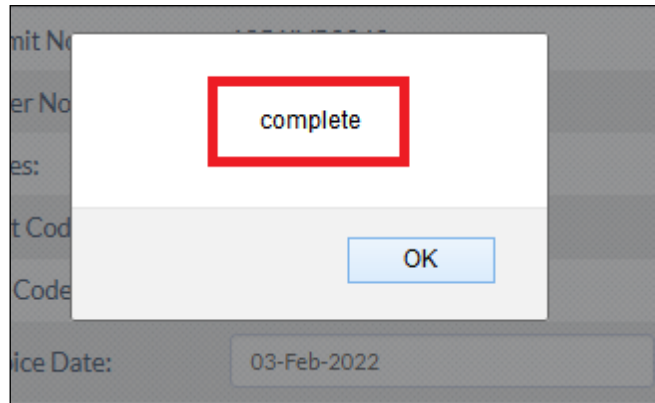 mit No
er No
complete
es:
t Cod
OK
Code
oice Date: 03-Feb-2022